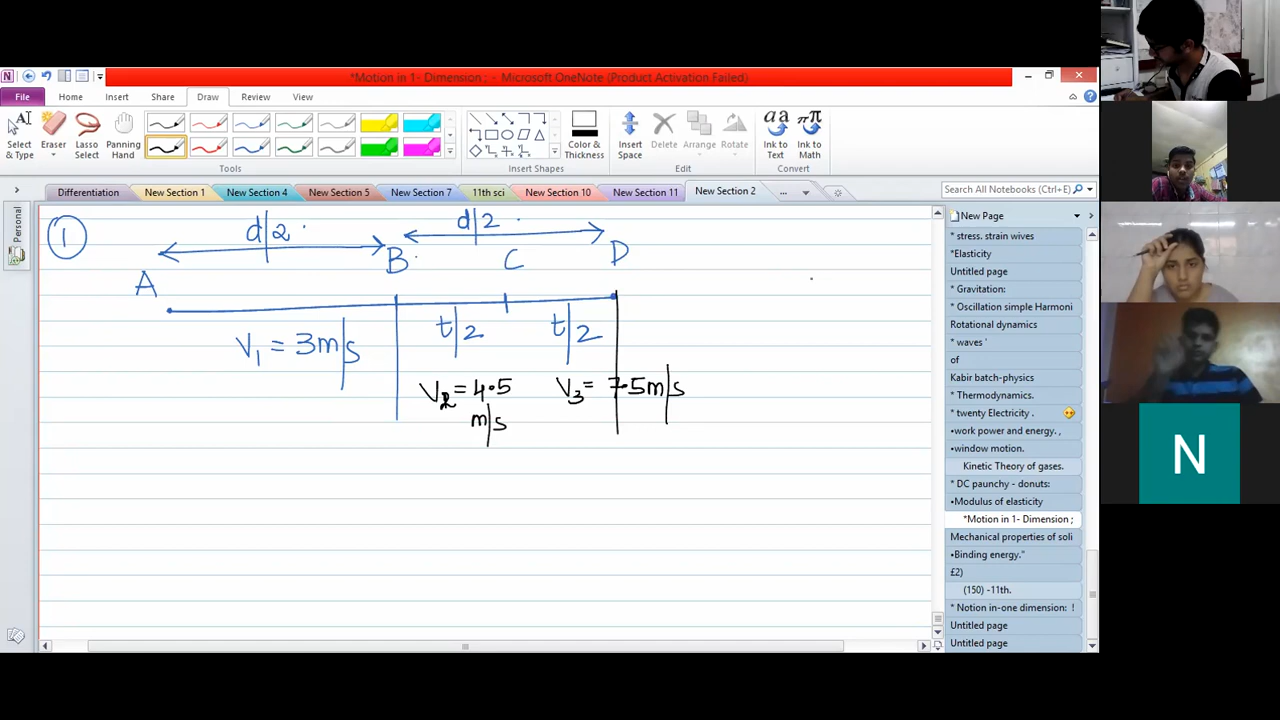 *Motion in 1- Dimension ; - Microsoft OneNote (Product Activation Failed)
File Home Insert Share Draw Review View
Select & Type Eraser Lasso Select Panning Hand Color & Thickness Insert Space Delete Arrange Rotate Ink to Text Ink to Math
Tools Insert Shapes Edit Convert
Differentiation New Section 1 New Section 4 New Section 5 New Section 7 11th sci New Section 10 New Section 11 New Section 2 ... Search All Notebooks (Ctrl+E)
Personal
1
d/2 d/2
A B C D
V₁ = 3m/s t/2 t/2
V₂ = 4.5 m/s V₃ = 7.5m/s
New Page
* stress. strain wives
*Elasticity
Untitled page
* Gravitation:
* Oscillation simple Harmoni
Rotational dynamics
* waves '
of
Kabir batch-physics
* Thermodynamics.
* twenty Electricity .
•work power and energy. ,
•window motion.
Kinetic Theory of gases.
* DC paunchy - donuts:
•Modulus of elasticity
*Motion in 1- Dimension ;
Mechanical properties of soli
•Binding energy."
£2)
(150) -11th.
* Notion in-one dimension: !
Untitled page
Untitled page
N